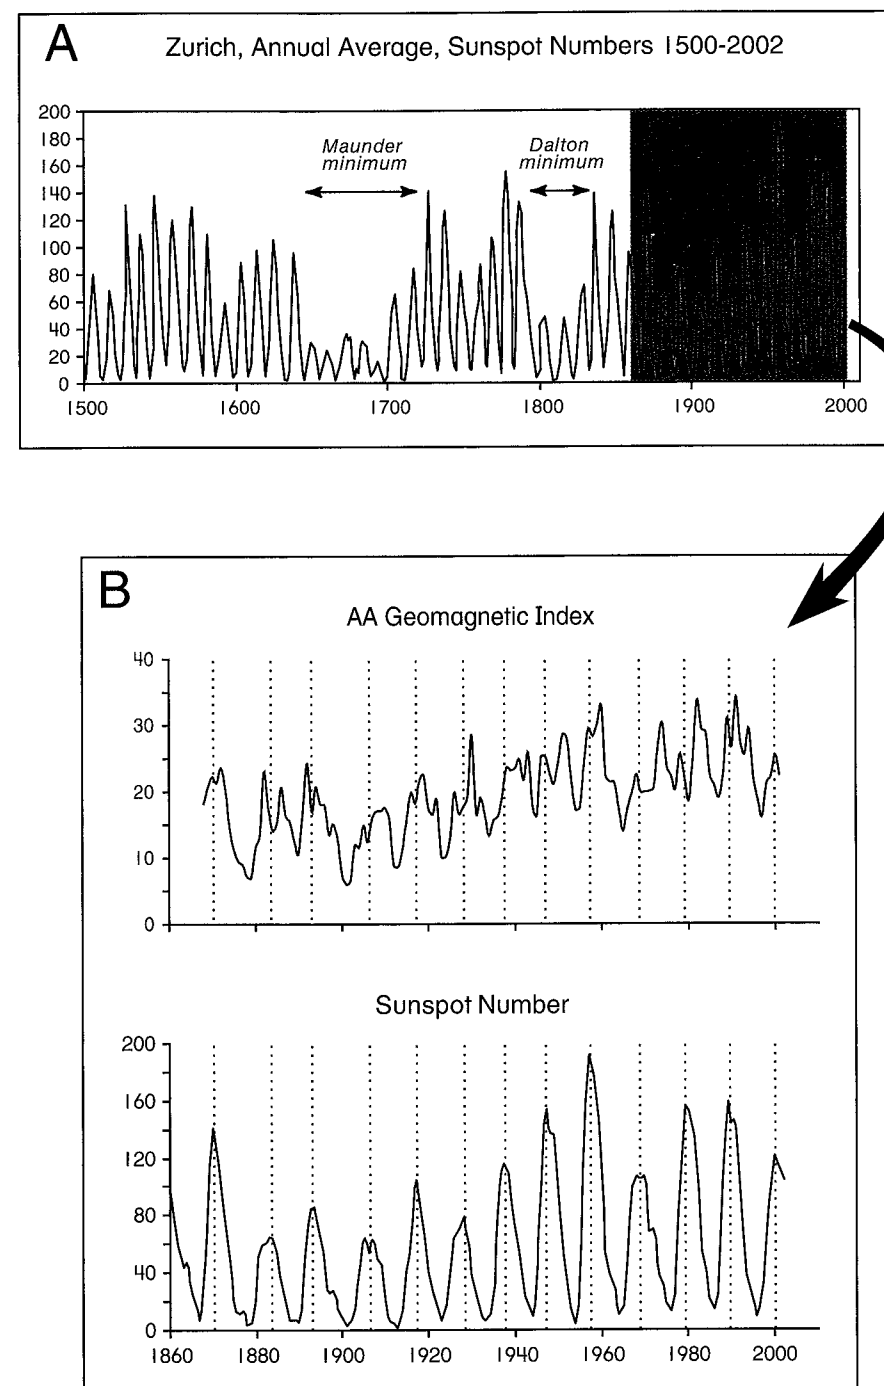 A
Zurich, Annual Average, Sunspot Numbers 1500-2002
200
180
160
140
120
100
80
60
40
20
0
Maunder
minimum
Dalton
minimum
1500 1600 1700 1800 1900 2000
B
AA Geomagnetic Index
40
30
20
10
0
Sunspot Number
200
160
120
80
40
0
1860 1880 1900 1920 1940 1960 1980 2000